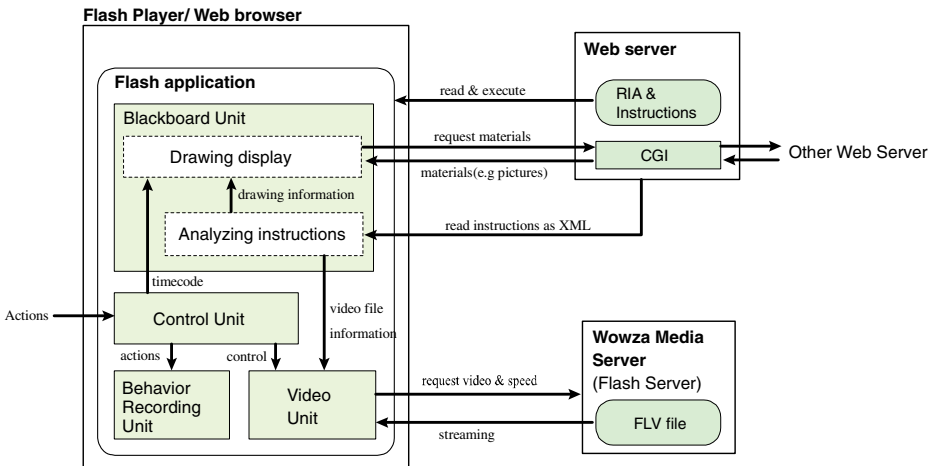 Flash Player/ Web browser
Flash application
Blackboard Unit
Drawing display
drawing information
Analyzing instructions
timecode
Actions
Control Unit
video file
information
actions
control
Behavior
Recording
Unit
Video
Unit
read & execute
request materials
materials(e.g pictures)
read instructions as XML
request video & speed
streaming
Web server
RIA &
Instructions
CGI
Other Web Server
Wowza Media
Server
(Flash Server)
FLV file